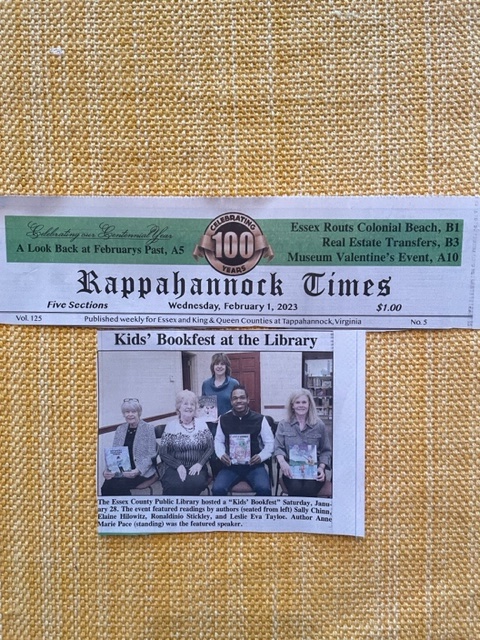 Celebrating our Centennial Year
A Look Back at Februarys Past, A5
CELEBRATING
100
YEARS
Essex Routs Colonial Beach, B1
Real Estate Transfers, B3
Museum Valentine's Event, A10
Rappahannock Times
Five Sections Wednesday, February 1, 2023 $1.00
Vol. 125 Published weekly for Essex and King & Queen Counties at Tappahannock, Virginia No. 5
Kids' Bookfest at the Library
The Essex County Public Library hosted a "Kids' Bookfest" Saturday, Janu-
ary 28. The event featured readings by authors (seated from left) Sally Chinn,
Elaine Hilowitz, Ronaldinio Stickley, and Leslie Eva Tayloe. Author Anne
Marie Pace (standing) was the featured speaker.